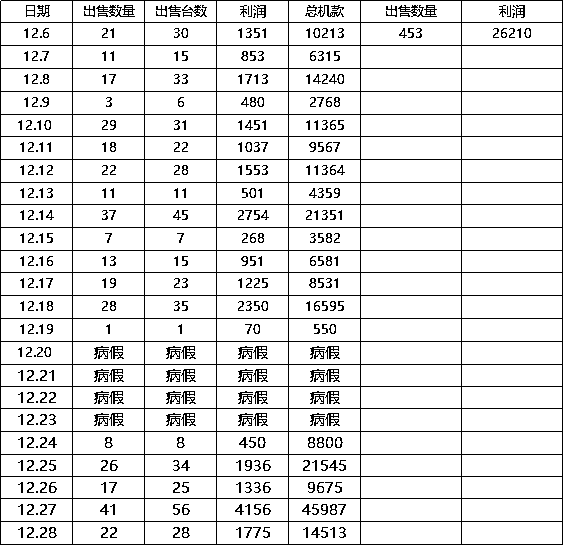 日期 出售数量 出售台数 利润 总机款 出售数量 利润
12.6 21 30 1351 10213 453 26210
12.7 11 15 853 6315
12.8 17 33 1713 14240
12.9 3 6 480 2768
12.10 29 31 1451 11365
12.11 18 22 1037 9567
12.12 22 28 1553 11364
12.13 11 11 501 4359
12.14 37 45 2754 21351
12.15 7 7 268 3582
12.16 13 15 951 6581
12.17 19 23 1225 8531
12.18 28 35 2350 16595
12.19 1 1 70 550
12.20 病假 病假 病假 病假
12.21 病假 病假 病假 病假
12.22 病假 病假 病假 病假
12.23 病假 病假 病假 病假
12.24 8 8 450 8800
12.25 26 34 1936 21545
12.26 17 25 1336 9675
12.27 41 56 4156 45987
12.28 22 28 1775 14513